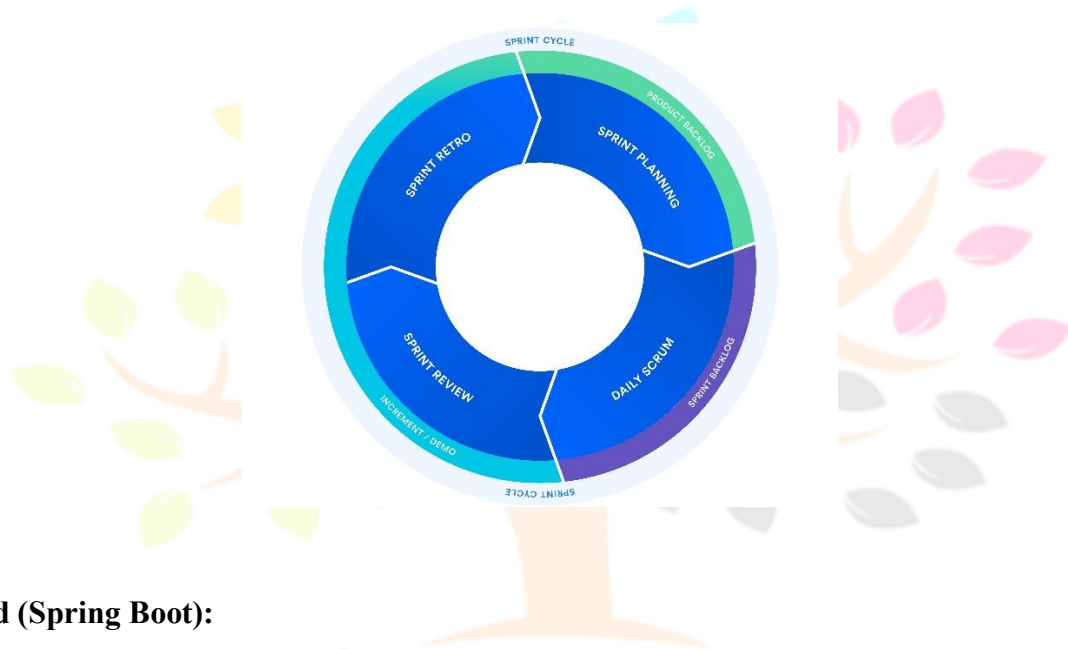 SPRINT CYCLE
PRODUCT BACKLOG
SPRINT PLANNING
SPRINT RETRO
DAILY SCRUM
SPRINT BACKLOG
SPRINT REVIEW
INCREMENT / DEMO
SPRINT CYCLE
(Spring Boot):